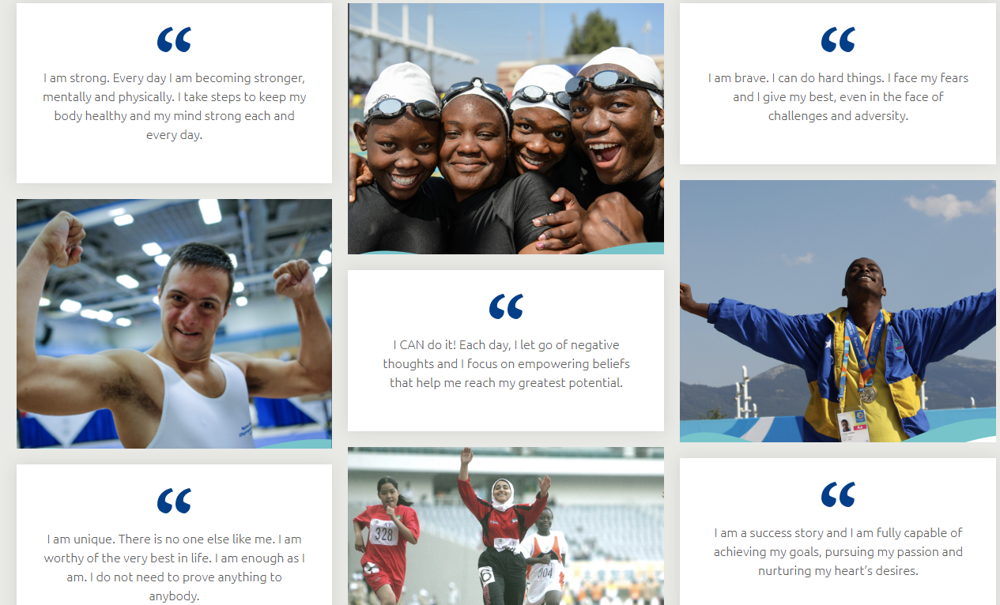 “
I am strong. Every day I am becoming stronger,
mentally and physically. I take steps to keep my
body healthy and my mind strong each and
every day.
“
I am unique. There is no one else like me. I am
worthy of the very best in life. I am enough as I
am. I do not need to prove anything to
anybody.
“
I CAN do it! Each day, I let go of negative
thoughts and I focus on empowering beliefs
that help me reach my greatest potential.
328
6
304
“
I am brave. I can do hard things. I face my fears
and I give my best, even in the face of
challenges and adversity.
“
I am a success story and I am fully capable of
achieving my goals, pursuing my passion and
nurturing my heart’s desires.